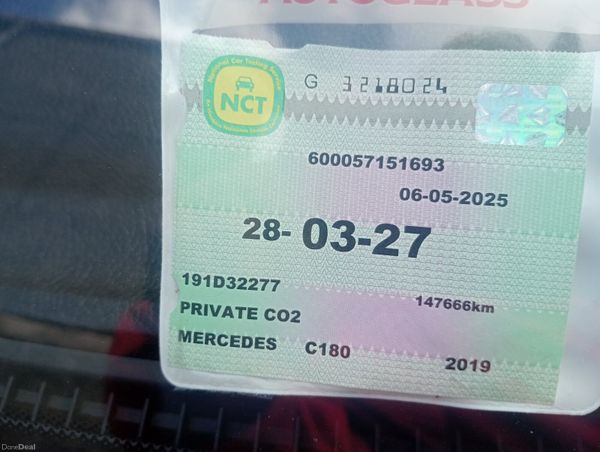 AUTOGLASS
National Car Testing Service
NCT
G 3218024
600057151693
06-05-2025
28-03-27
191D32277
147666km
PRIVATE CO2
MERCEDES C180 2019
DoneDeal